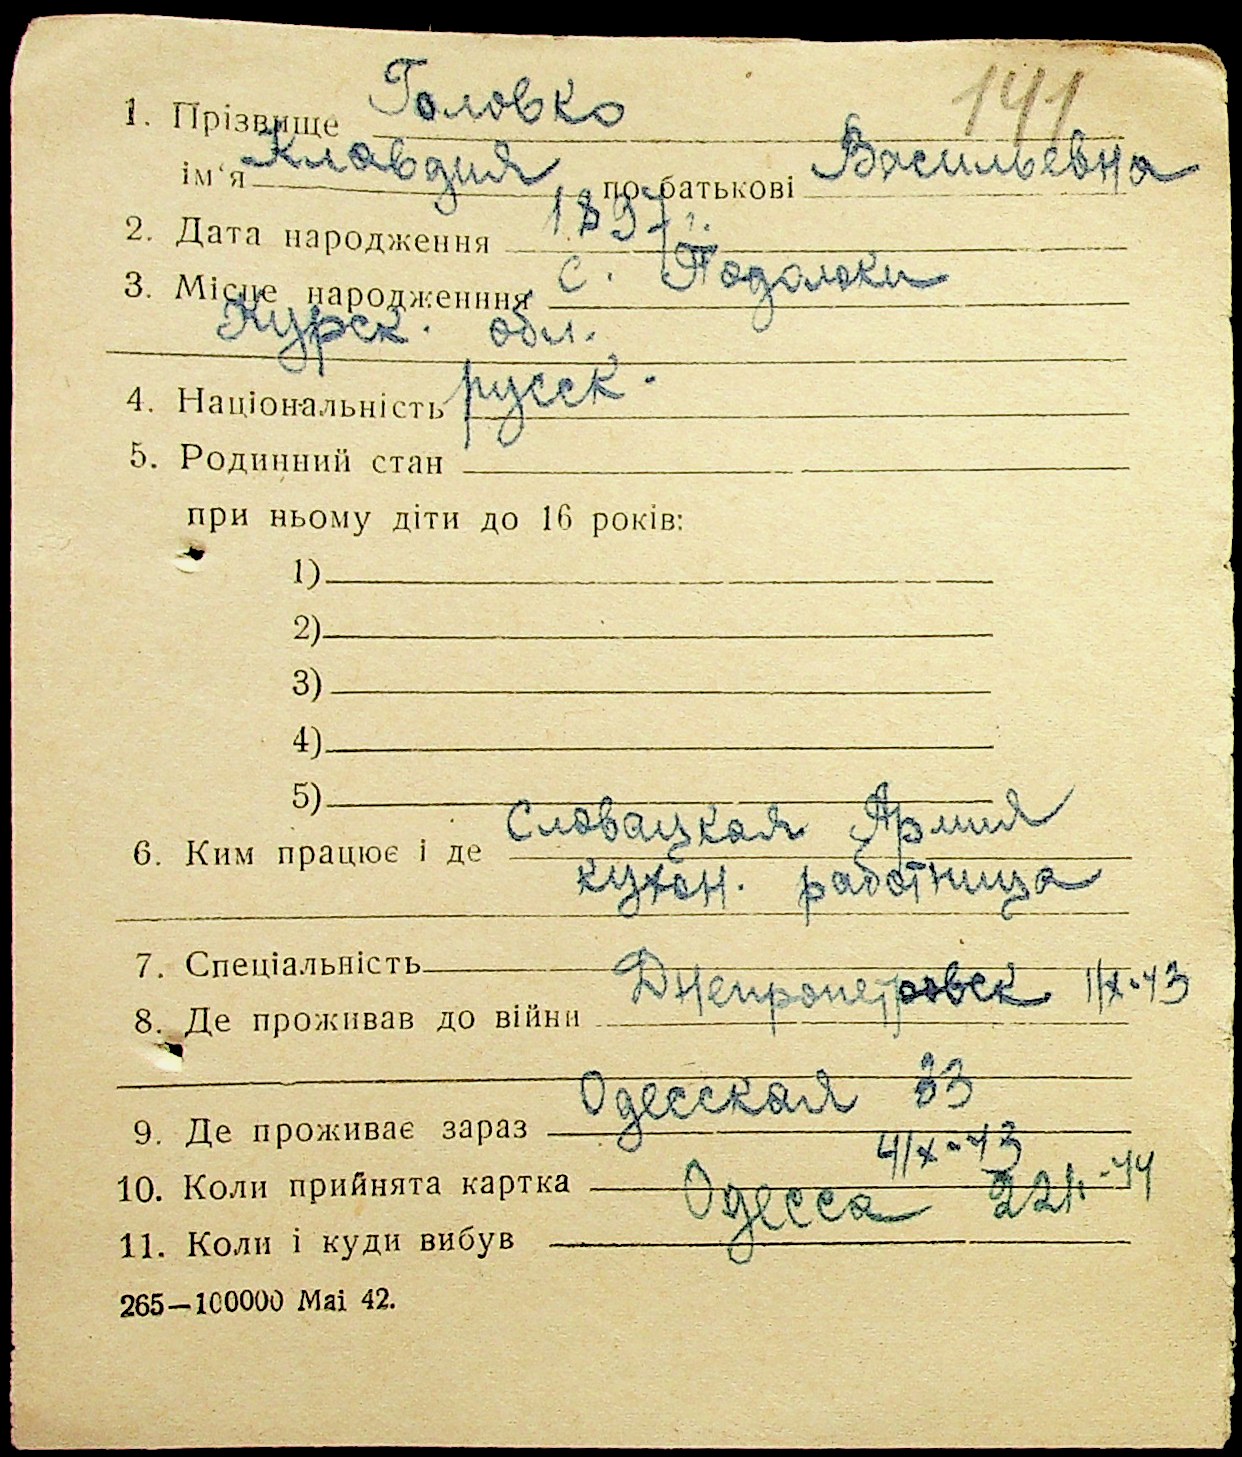 141
1. Прізвище Головко
ім'я Клавдия по батькові Васильевна
2. Дата народження 1897
3. Місце народженння с. Подолоки
Курск. обл.
4. Національність русск.
5. Родинний стан
при ньому діти до 16 років:
1)
2)
3)
4)
5)
6. Ким працює і де Словацкая Армия
кухон. работница
7. Спеціальність
8. Де проживав до війни Днепропетровск 1/X-43
9. Де проживає зараз Одесская 33
10. Коли прийнята картка 4/X-43
11. Коли і куди вибув Одесса 22/I-44
265—100000 Mai 42.